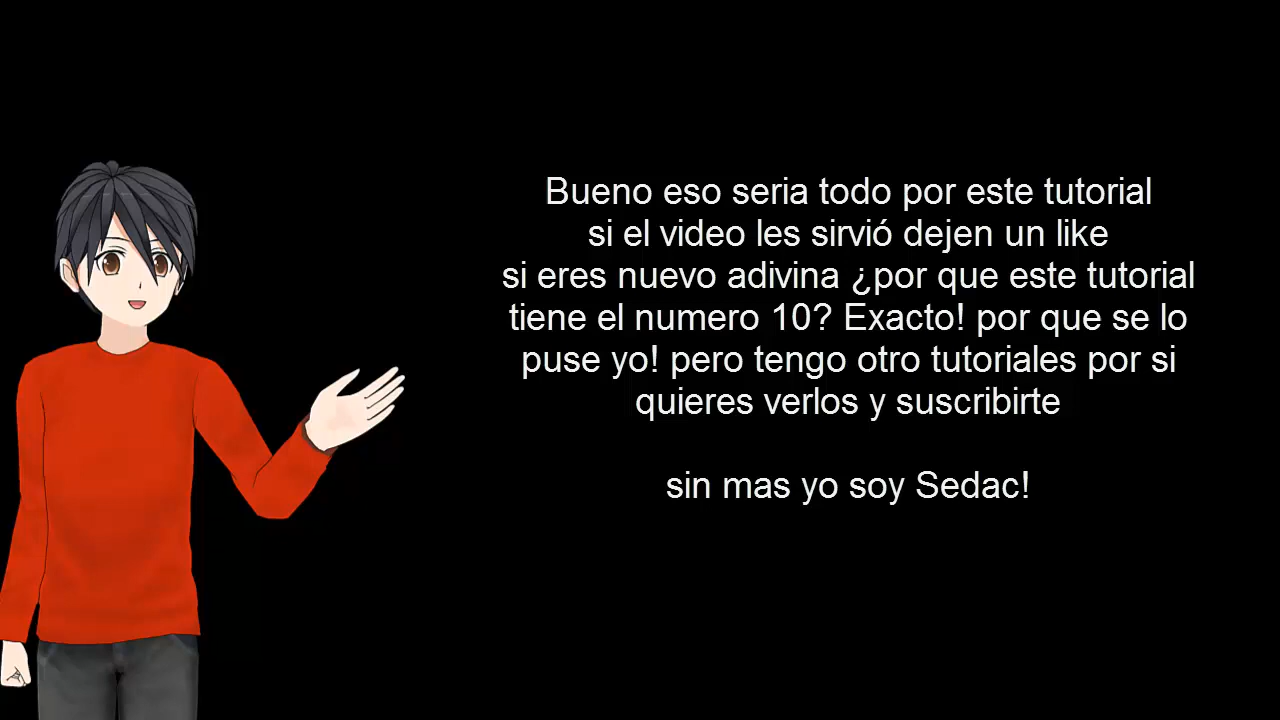 Bueno eso seria todo por este tutorial
si el video les sirvió dejen un like
si eres nuevo adivina ¿por que este tutorial
tiene el numero 10? Exacto! por que se lo
puse yo! pero tengo otro tutoriales por si
quieres verlos y suscribirte
sin mas yo soy Sedac!